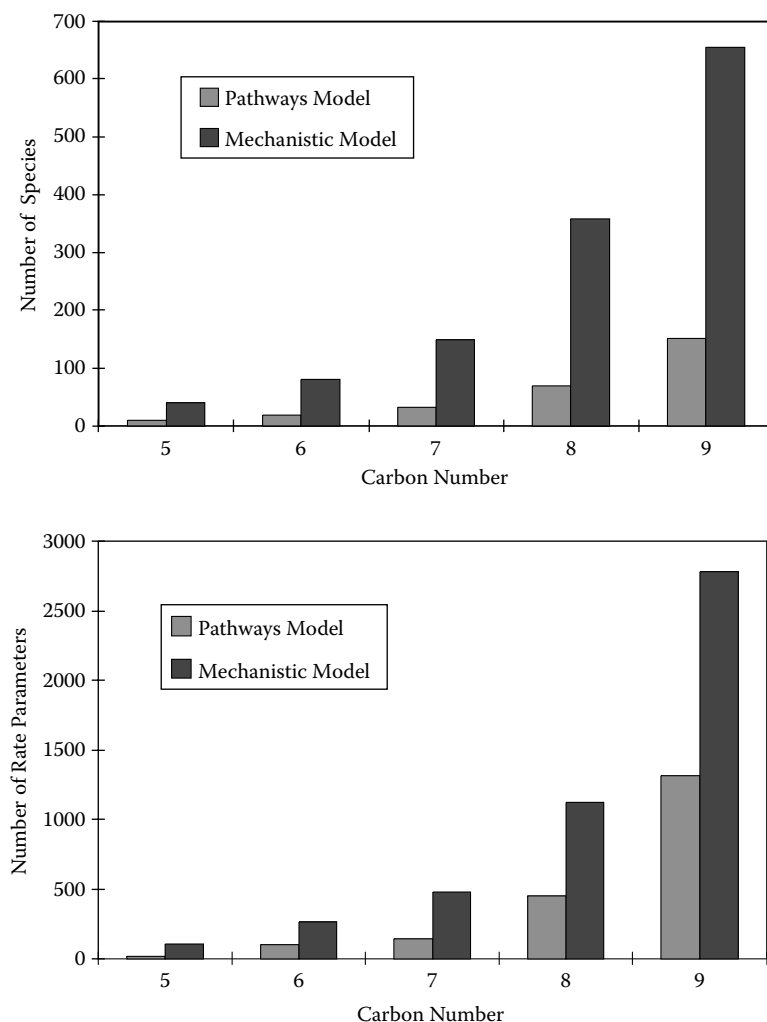 700
600
500
400
300
200
100
0
Number of Species
Pathways Model
Mechanistic Model
5 6 7 8 9
Carbon Number
3000
2500
2000
1500
1000
500
0
Number of Rate Parameters
Pathways Model
Mechanistic Model
5 6 7 8 9
Carbon Number